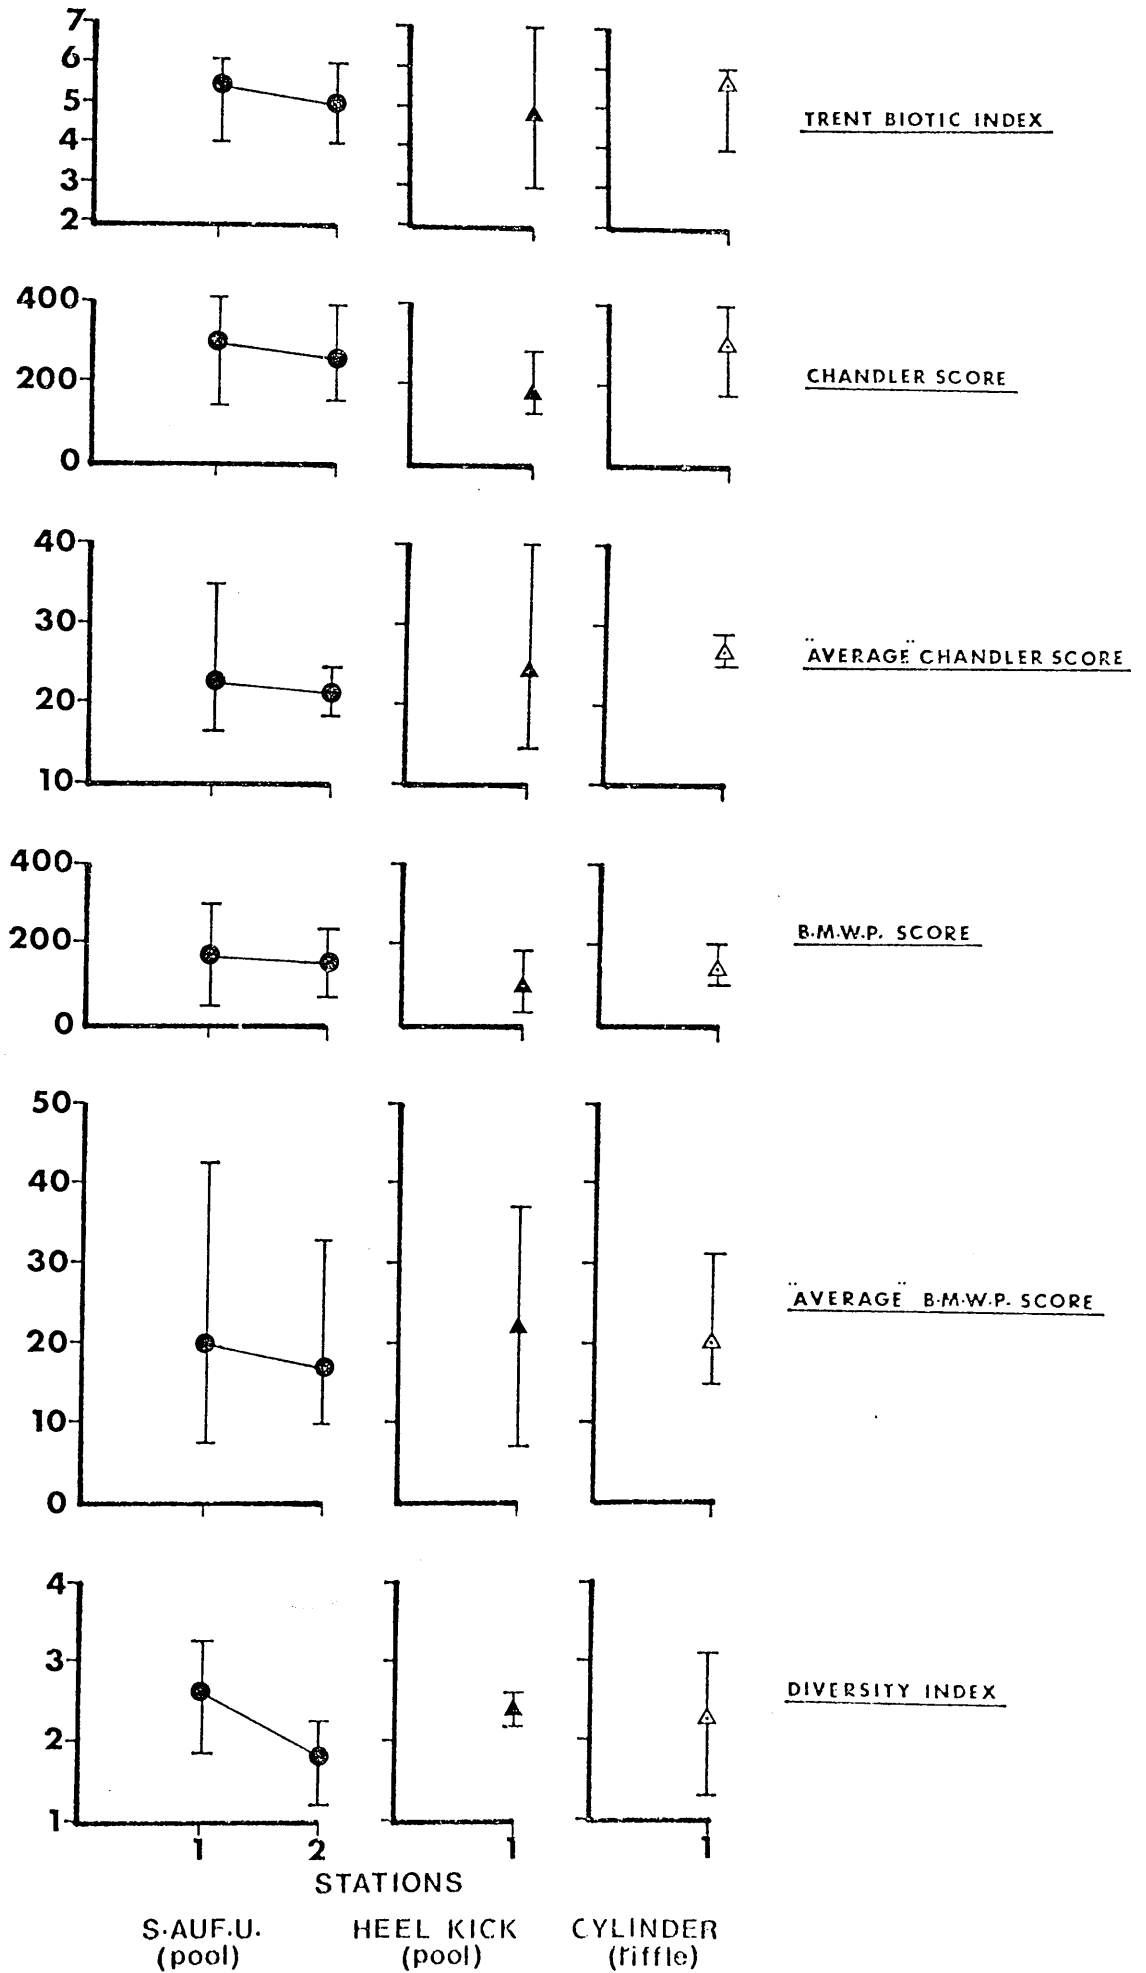 7
6
5
4
3
2
TRENT BIOTIC INDEX
400
200
0
CHANDLER SCORE
40
30
20
10
"AVERAGE" CHANDLER SCORE
400
200
0
B.M.W.P. SCORE
50
40
30
20
10
0
"AVERAGE" B.M.W.P. SCORE
4
3
2
1
DIVERSITY INDEX
1 2 1 1
STATIONS
S.AUF.U. HEEL KICK CYLINDER
(pool) (pool) (riffle)